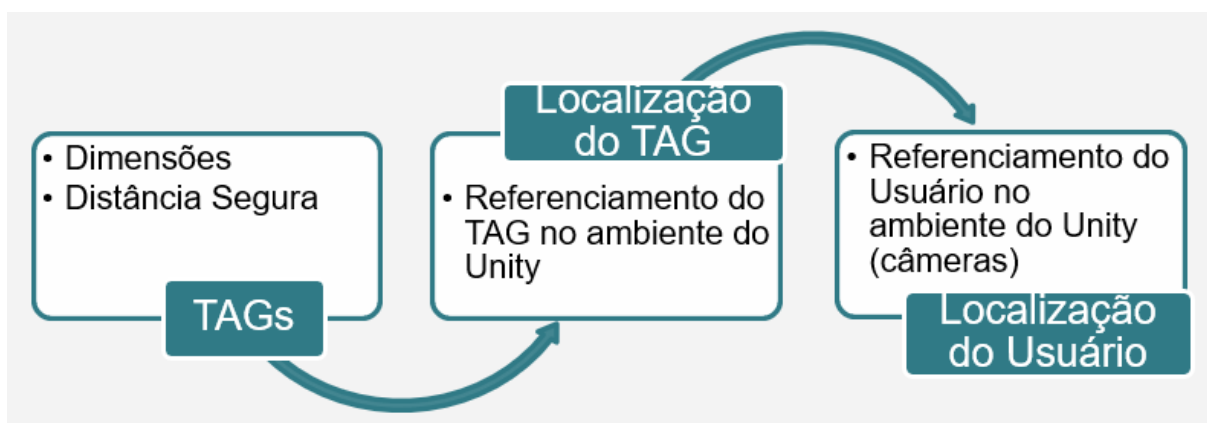 • Dimensões
• Distância Segura
TAGs
Localização
do TAG
• Referenciamento do
TAG no ambiente do
Unity
• Referenciamento do
Usuário no
ambiente do Unity
(câmeras)
Localização
do Usuário